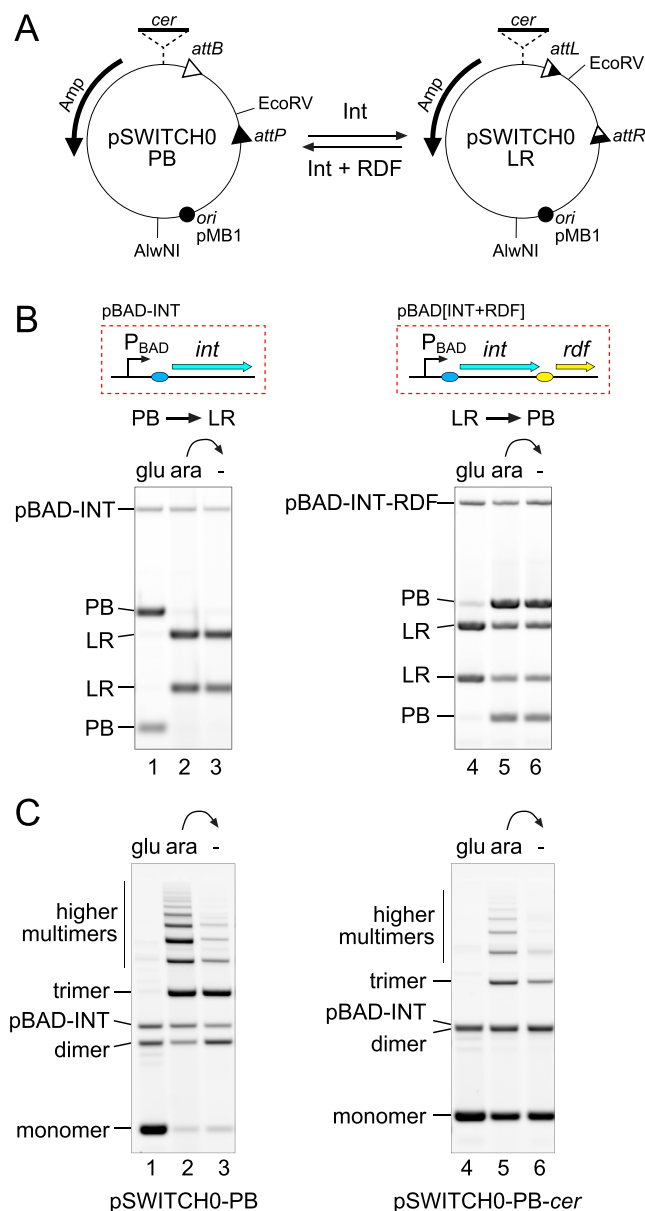 A
cer
attB
Amp
EcoRV
attP
pSWITCH0
PB
ori
pMB1
AlwNI
Int
Int + RDF
cer
attL
EcoRV
Amp
attR
pSWITCH0
LR
ori
pMB1
AlwNI
B
pBAD-INT
PBAD
int
PB LR
glu ara -
pBAD-INT
PB
LR
LR
PB
1 2 3
pBAD[INT+RDF]
PBAD
int
rdf
LR PB
glu ara -
pBAD-INT-RDF
PB
LR
LR
PB
4 5 6
C
glu ara -
higher
multimers
trimer
pBAD-INT
dimer
monomer
1 2 3
pSWITCH0-PB
glu ara -
higher
multimers
trimer
pBAD-INT
dimer
monomer
4 5 6
pSWITCH0-PB-cer